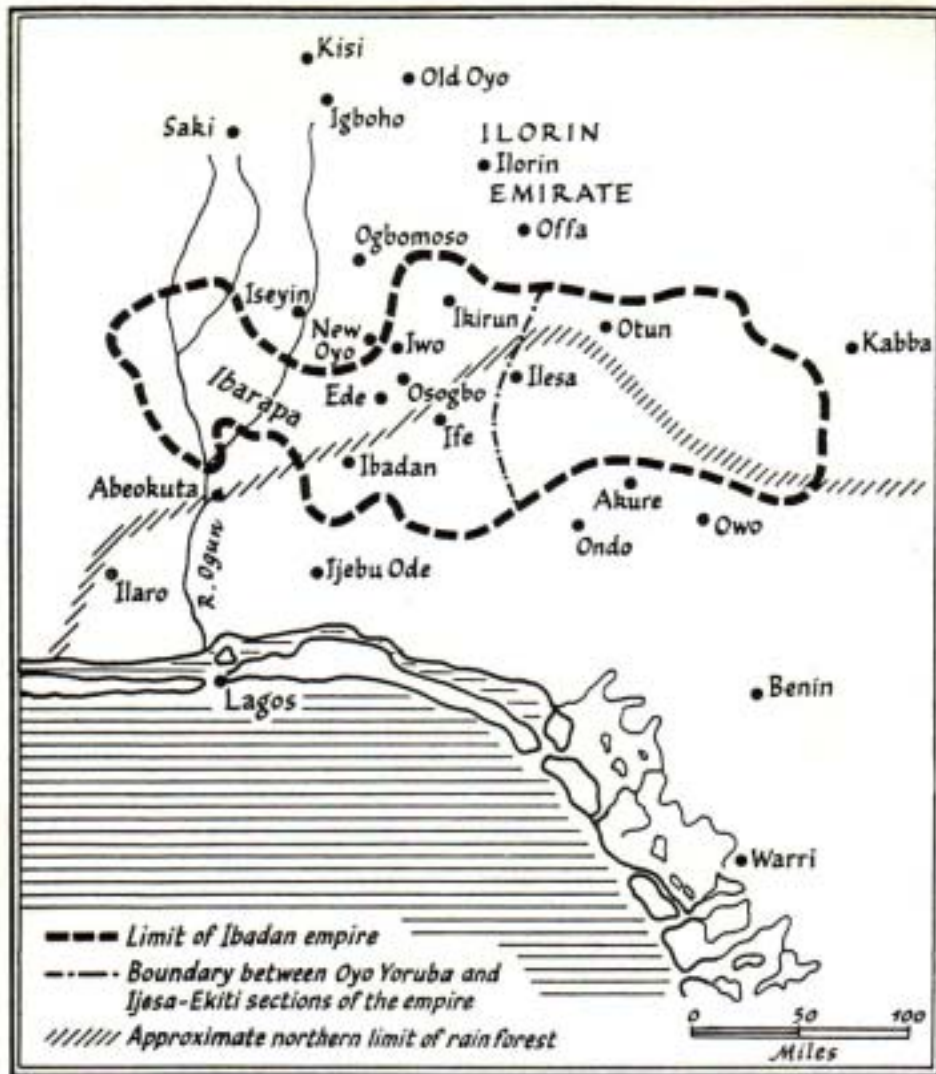 Kisi
Old Oyo
Igboho
Saki
ILORIN
Ilorin
EMIRATE
Offa
Ogbomoso
Iseyin
Ikirun
Otun
New
Oyo
Iwo
Kabba
Ibarapa
Ilesa
Ede
Osogbo
Ife
Ibadan
Abeokuta
Akure
Owo
Ondo
R. Ogun
Ijebu Ode
Ilaro
Lagos
Benin
Warri
Limit of Ibadan empire
Boundary between Oyo Yoruba and
Ijesa-Ekiti sections of the empire
Approximate northern limit of rain forest
0 50 100
Miles